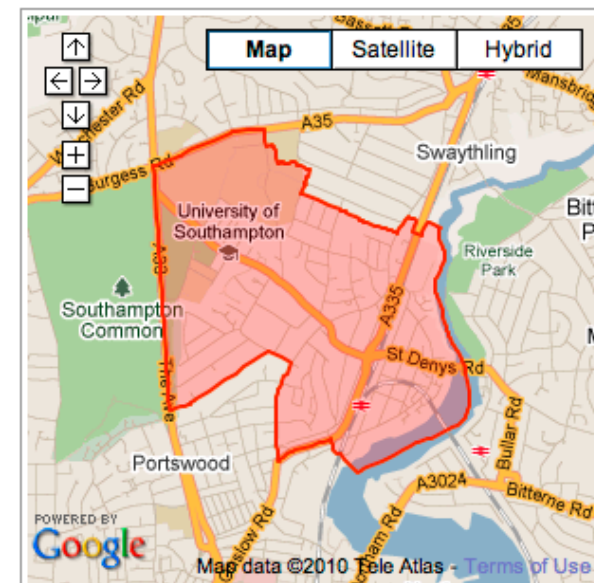 Map
Satellite
Hybrid
Mansbridg
A35
Swaythling
Burgess Rd
University of
Southampton
A33
Riverside
Park
Southampton
Common
A335
St Denys Rd
The Ave
Bullar Rd
Portswood
A3024
Bitterne Rd
POWERED BY
Google
Map data ©2010 Tele Atlas - Terms of Use